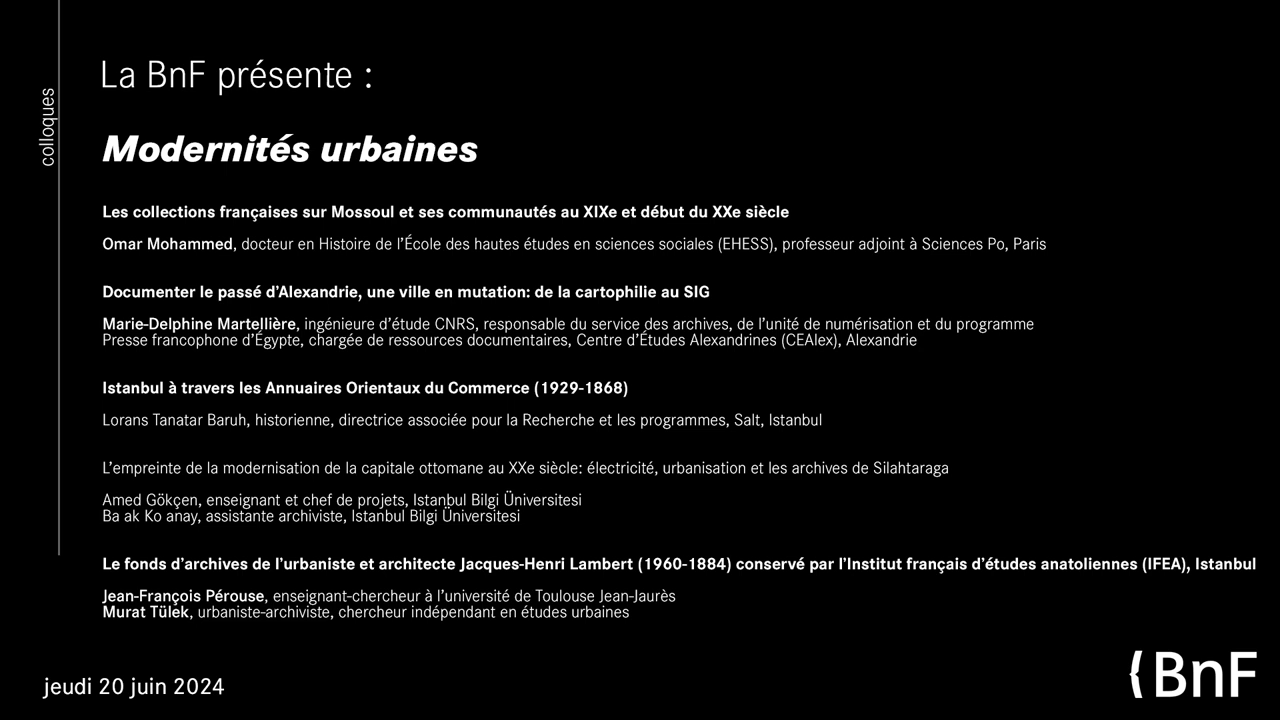 colloques
La BnF présente :
Modernités urbaines
Les collections françaises sur Mossoul et ses communautés au XIXe et début du XXe siècle
Omar Mohammed, docteur en Histoire de l’École des hautes études en sciences sociales (EHESS), professeur adjoint à Sciences Po, Paris
Documenter le passé d’Alexandrie, une ville en mutation: de la cartophilie au SIG
Marie-Delphine Martellière, ingénieure d’étude CNRS, responsable du service des archives, de l’unité de numérisation et du programme
Presse francophone d’Égypte, chargée de ressources documentaires, Centre d’Études Alexandrines (CEAlex), Alexandrie
Istanbul à travers les Annuaires Orientaux du Commerce (1929-1868)
Lorans Tanatar Baruh, historienne, directrice associée pour la Recherche et les programmes, Salt, Istanbul
L’empreinte de la modernisation de la capitale ottomane au XXe siècle: électricité, urbanisation et les archives de Silahtaraga
Amed Gökçen, enseignant et chef de projets, Istanbul Bilgi Üniversitesi
Ba ak Ko anay, assistante archiviste, Istanbul Bilgi Üniversitesi
Le fonds d’archives de l’urbaniste et architecte Jacques-Henri Lambert (1960-1884) conservé par l’Institut français d’études anatoliennes (IFEA), Istanbul
Jean-François Pérouse, enseignant-chercheur à l’université de Toulouse Jean-Jaurès
Murat Tülek, urbaniste-archiviste, chercheur indépendant en études urbaines
jeudi 20 juin 2024
{BnF